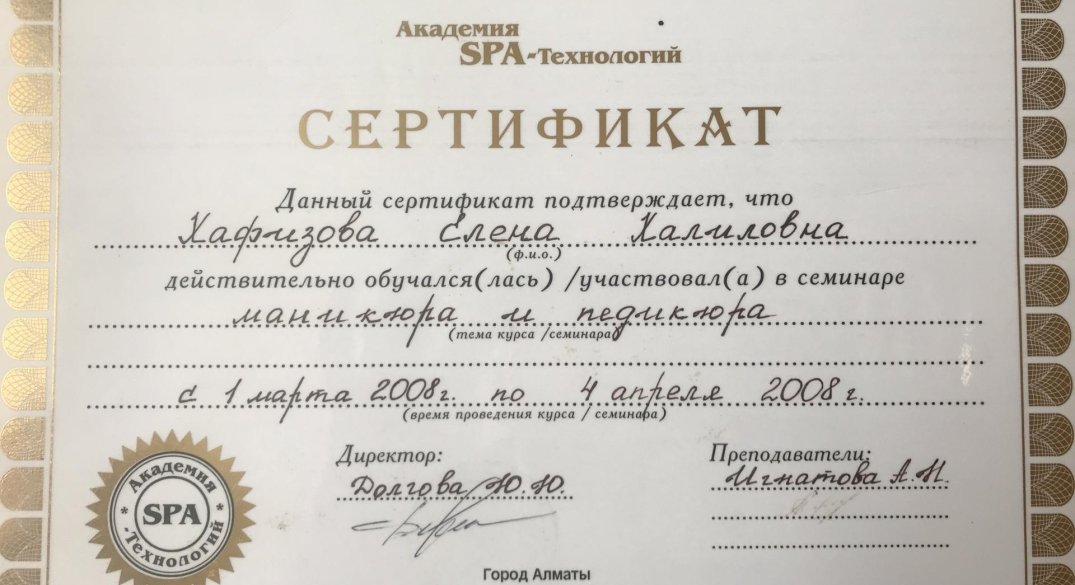 Академия
SPA-Технологий
СЕРТИФИКАТ
Данный сертификат подтверждает, что
Хафизова Елена Халиловна
(ф.и.о.)
действительно обучался(лась) /участвовал(а) в семинаре
маникюра и педикюра
(тема курса /семинара)
с 1 марта 2008г. по 4 апреля 2008г.
(время проведения курса / семинара)
Директор:
Долгова Ю.Ю.
Преподаватели:
Игнатова А.Н.
Академия
SPA
Технологий
Город Алматы